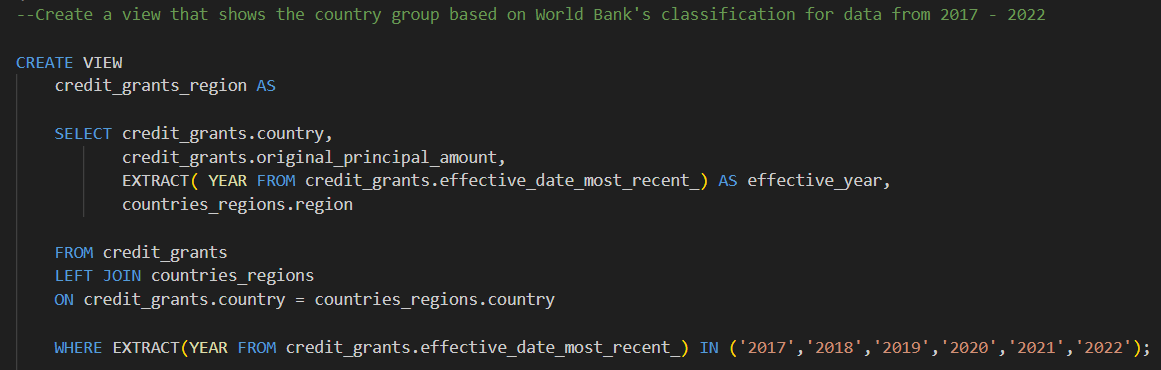 --Create a view that shows the country group based on World Bank's classification for data from 2017 - 2022
CREATE VIEW
credit_grants_region AS
SELECT credit_grants.country,
credit_grants.original_principal_amount,
EXTRACT( YEAR FROM credit_grants.effective_date_most_recent_) AS effective_year,
countries_regions.region
FROM credit_grants
LEFT JOIN countries_regions
ON credit_grants.country = countries_regions.country
WHERE EXTRACT(YEAR FROM credit_grants.effective_date_most_recent_) IN ('2017','2018','2019','2020','2021','2022');